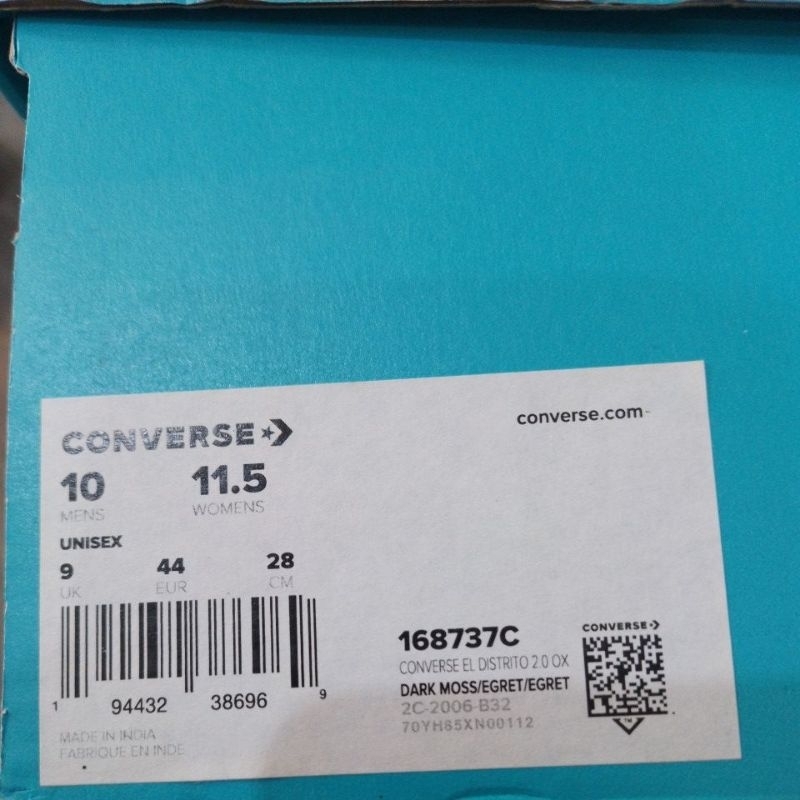 CONVERSE
converse.com
10 11.5
MENS WOMENS
UNISEX
9 44 28
UK EUR CM
1 94432 38696 9
MADE IN INDIA
FABRIQUE EN INDE
168737C
CONVERSE EL DISTRITO 2.0 OX
DARK MOSS/EGRET/EGRET
2C-2006-B32
70YH85XN00112
CONVERSE
TM